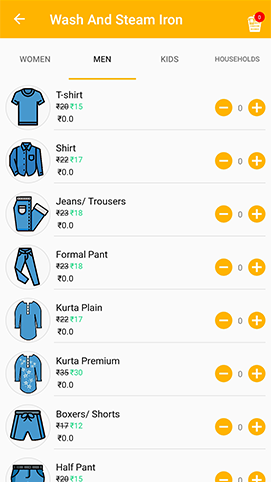 Wash And Steam Iron
0
WOMEN MEN KIDS HOUSEHOLDS
T-shirt
₹20 ₹15
₹0.0
0
Shirt
₹22 ₹17
₹0.0
0
Jeans/ Trousers
₹23 ₹18
₹0.0
0
Formal Pant
₹23 ₹18
₹0.0
0
Kurta Plain
₹22 ₹17
₹0.0
0
Kurta Premium
₹35 ₹30
₹0.0
0
Boxers/ Shorts
₹17 ₹12
₹0.0
0
Half Pant
₹20 ₹15
0